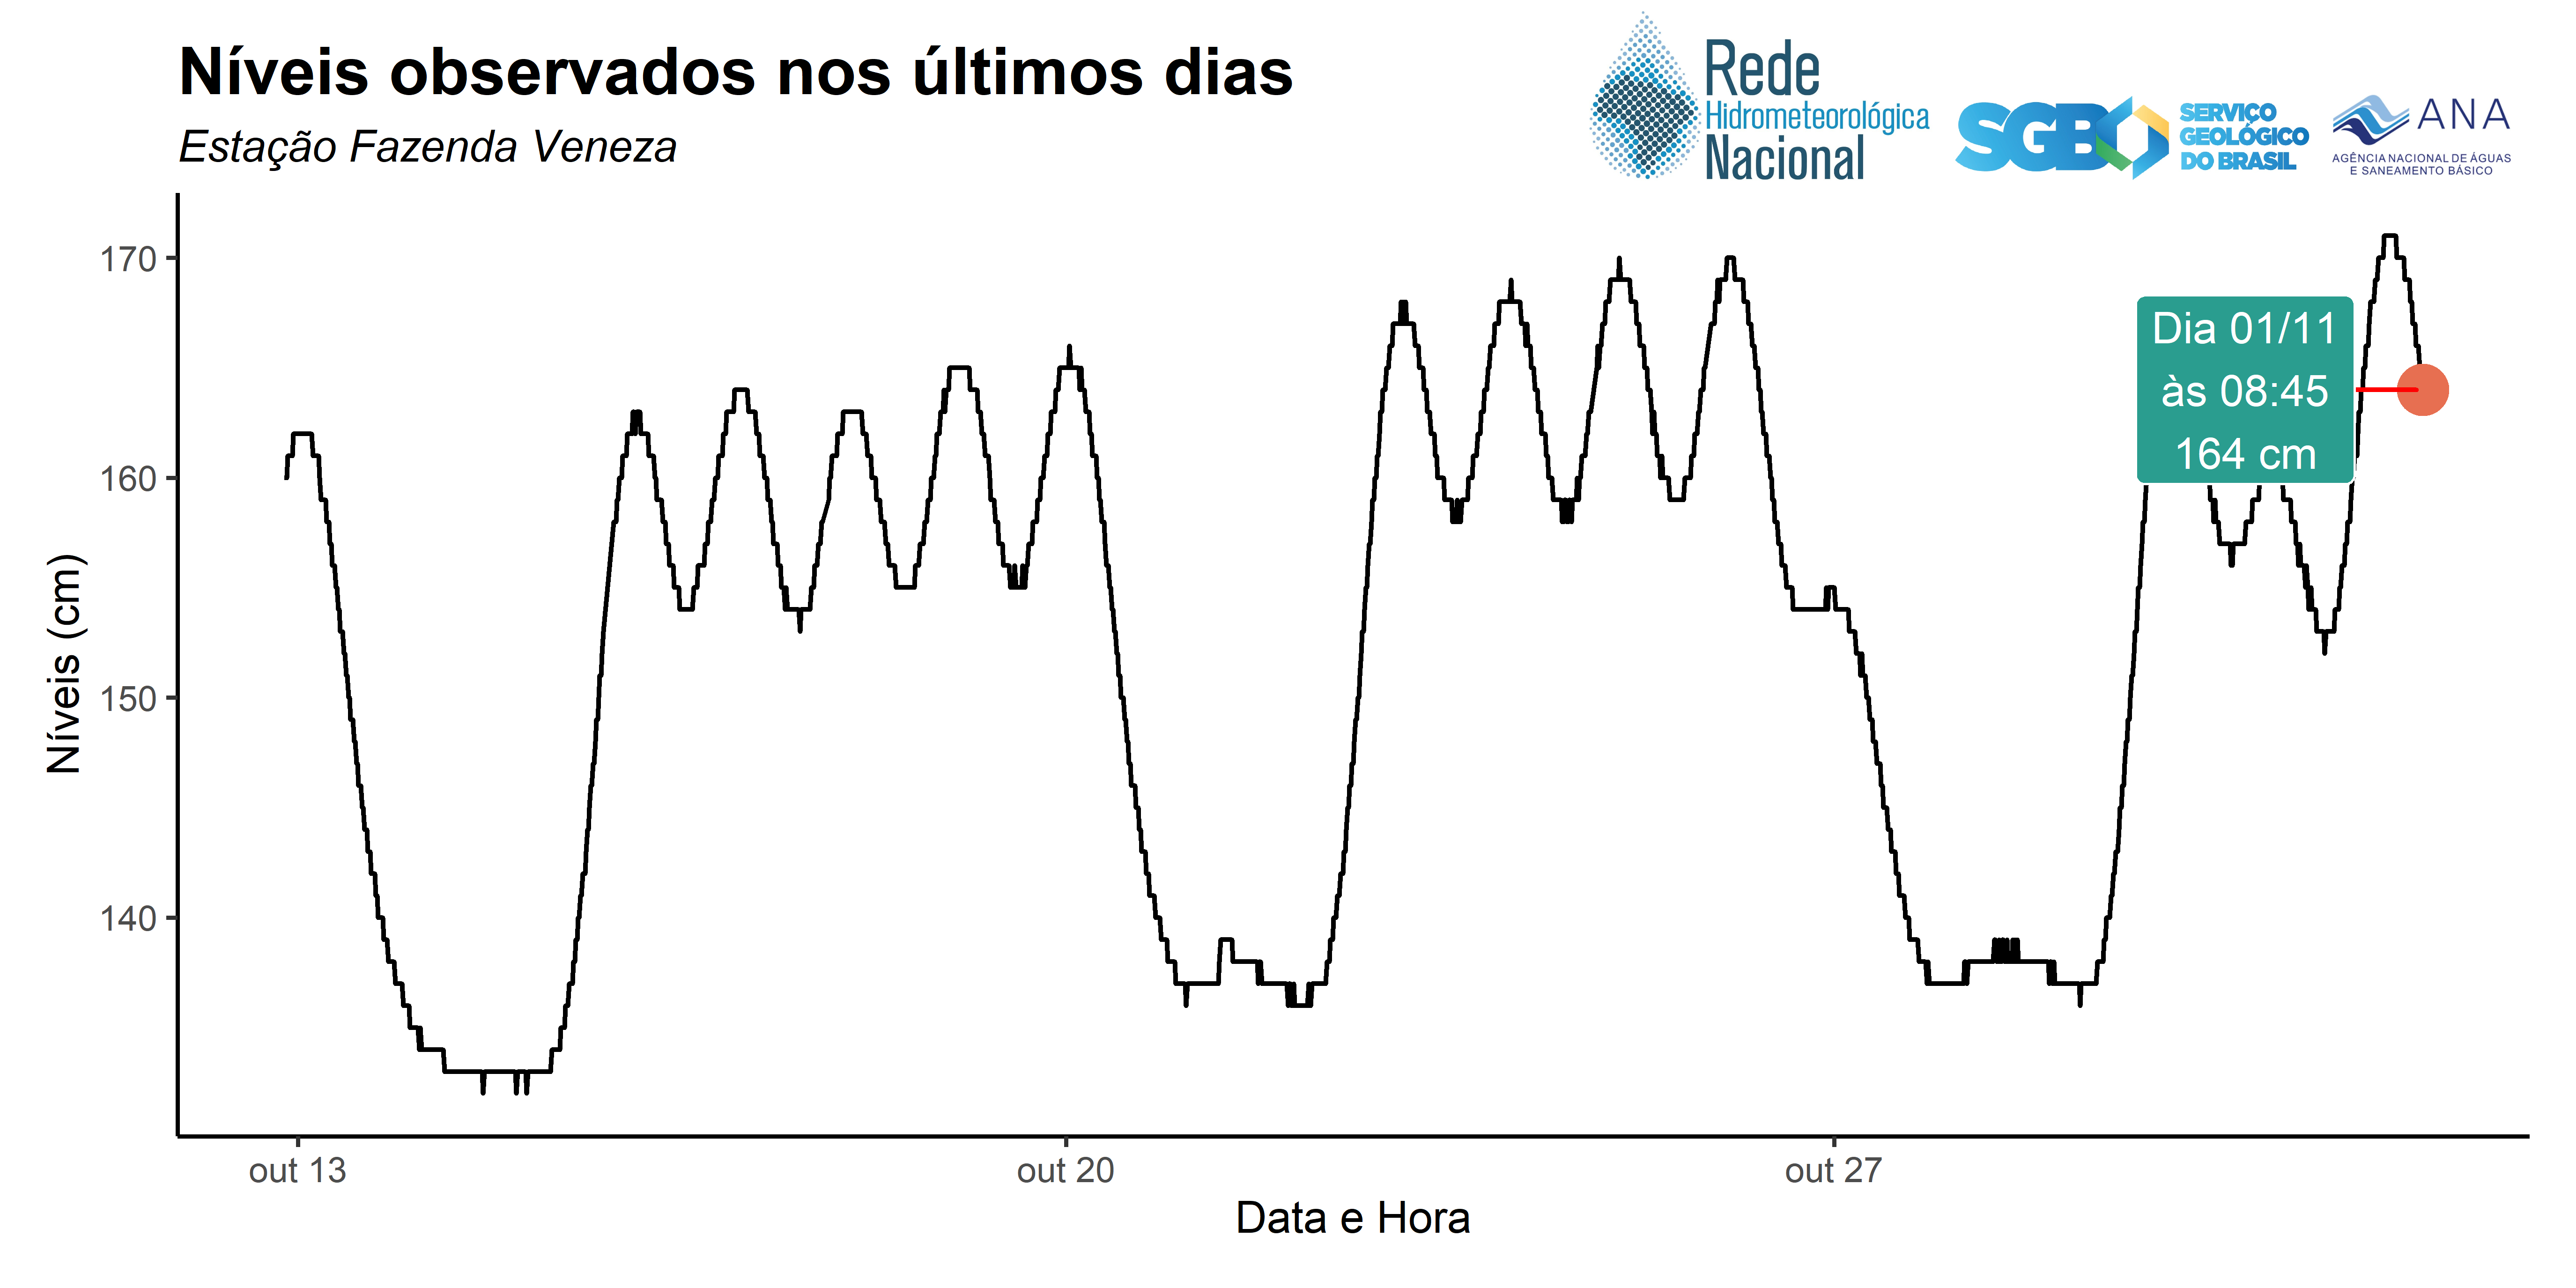 Níveis observados nos últimos dias
Estação Fazenda Veneza
Rede
Hidrometeorológica
Nacional
SGB
SERVIÇO
GEOLÓGICO
DO BRASIL
ANA
AGÊNCIA NACIONAL DE ÁGUAS
E SANEAMENTO BÁSICO
170
160
150
140
Níveis (cm)
Dia 01/11
às 08:45
164 cm
out 13
out 20
out 27
Data e Hora